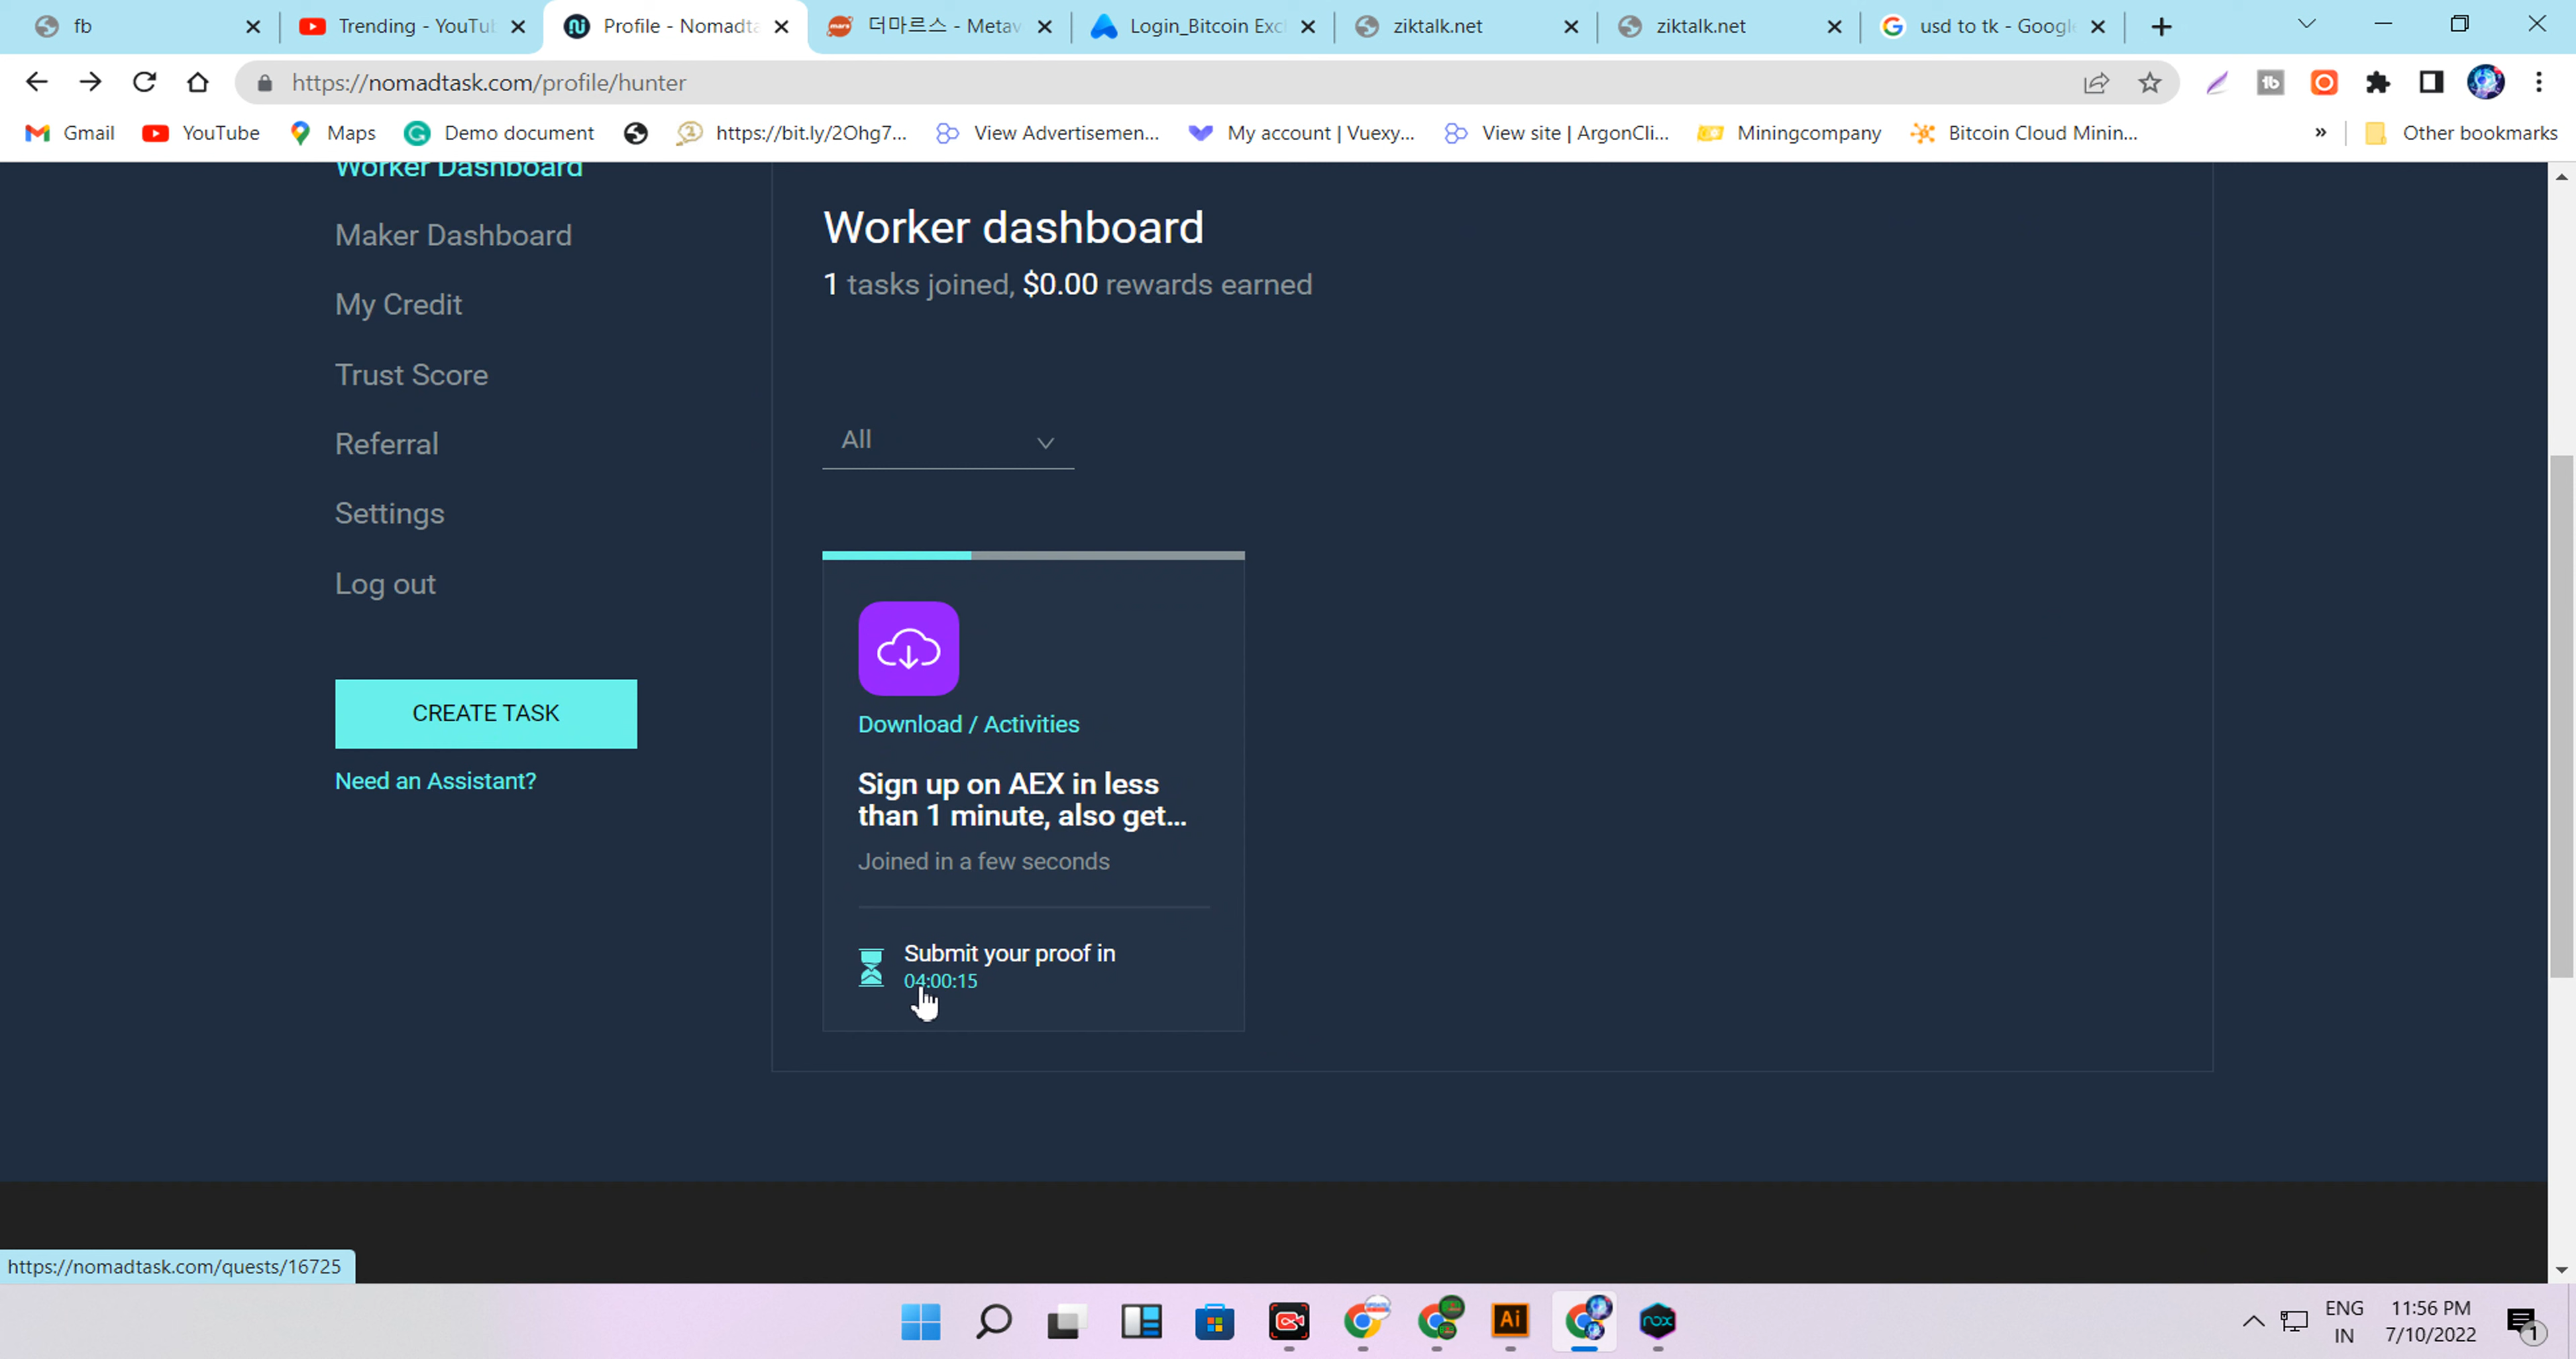 fb
Trending - YouTu
Profile - Nomadta
더마르스 - Metav
Login_Bitcoin Exc
ziktalk.net
ziktalk.net
usd to tk - Google
https://nomadtask.com/profile/hunter
Gmail
YouTube
Maps
Demo document
https://bit.ly/2Ohg7...
View Advertisemen...
My account | Vuexy...
View site | ArgonCli...
Miningcompany
Bitcoin Cloud Minin...
»
Other bookmarks
Worker Dashboard
Maker Dashboard
My Credit
Trust Score
Referral
Settings
Log out
CREATE TASK
Need an Assistant?
Worker dashboard
1 tasks joined, $0.00 rewards earned
All
Download / Activities
Sign up on AEX in less
than 1 minute, also get...
Joined in a few seconds
Submit your proof in
04:00:15
https://nomadtask.com/quests/16725
Ai
nox
ENG
IN
11:56 PM
7/10/2022
1